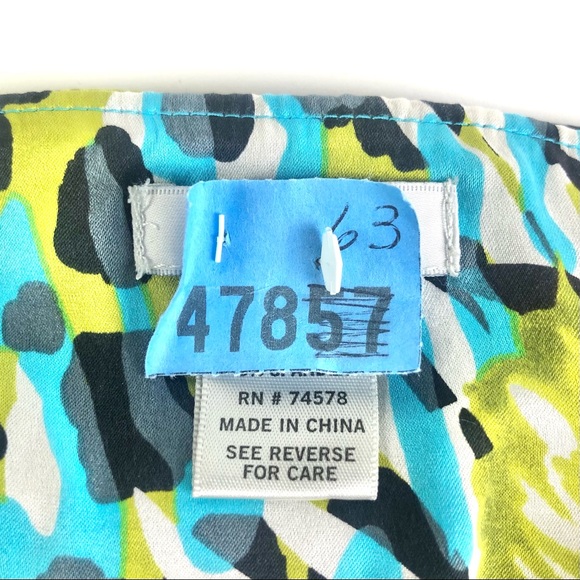 63
47857
RN # 74578
MADE IN CHINA
SEE REVERSE
FOR CARE